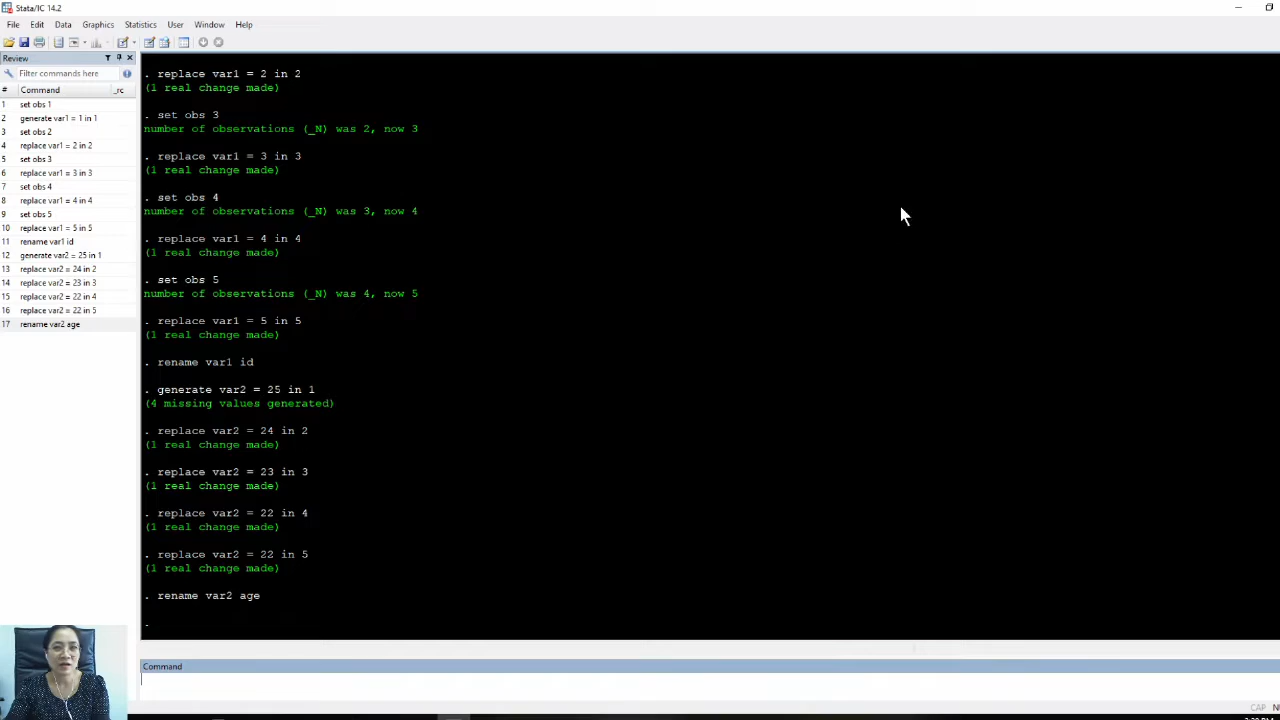 Stata/IC 14.2
File Edit Data Graphics Statistics User Window Help
Review
Filter commands here
# Command _rc
1 set obs 1
2 generate var1 = 1 in 1
3 set obs 2
4 replace var1 = 2 in 2
5 set obs 3
6 replace var1 = 3 in 3
7 set obs 4
8 replace var1 = 4 in 4
9 set obs 5
10 replace var1 = 5 in 5
11 rename var1 id
12 generate var2 = 25 in 1
13 replace var2 = 24 in 2
14 replace var2 = 23 in 3
15 replace var2 = 22 in 4
16 replace var2 = 22 in 5
17 rename var2 age
. replace var1 = 2 in 2
(1 real change made)
. set obs 3
number of observations (_N) was 2, now 3
. replace var1 = 3 in 3
(1 real change made)
. set obs 4
number of observations (_N) was 3, now 4
. replace var1 = 4 in 4
(1 real change made)
. set obs 5
number of observations (_N) was 4, now 5
. replace var1 = 5 in 5
(1 real change made)
. rename var1 id
. generate var2 = 25 in 1
(4 missing values generated)
. replace var2 = 24 in 2
(1 real change made)
. replace var2 = 23 in 3
(1 real change made)
. replace var2 = 22 in 4
(1 real change made)
. replace var2 = 22 in 5
(1 real change made)
. rename var2 age
.
Command
CAP